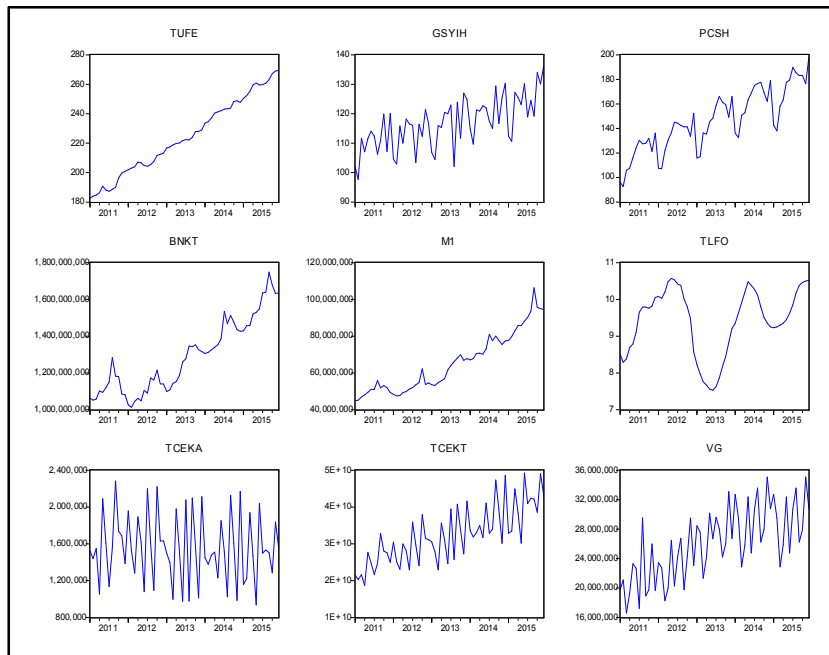 TUFE
280
260
240
220
200
180
2011 2012 2013 2014 2015
GSYIH
140
130
120
110
100
90
2011 2012 2013 2014 2015
PCSH
200
180
160
140
120
100
80
2011 2012 2013 2014 2015
BNKT
1,800,000,000
1,600,000,000
1,400,000,000
1,200,000,000
1,000,000,000
2011 2012 2013 2014 2015
M1
120,000,000
100,000,000
80,000,000
60,000,000
40,000,000
2011 2012 2013 2014 2015
TLFO
11
10
9
8
7
2011 2012 2013 2014 2015
TCEKA
2,400,000
2,000,000
1,600,000
1,200,000
800,000
2011 2012 2013 2014 2015
TCEKT
5E+10
4E+10
3E+10
2E+10
1E+10
2011 2012 2013 2014 2015
VG
36,000,000
32,000,000
28,000,000
24,000,000
20,000,000
16,000,000
2011 2012 2013 2014 2015